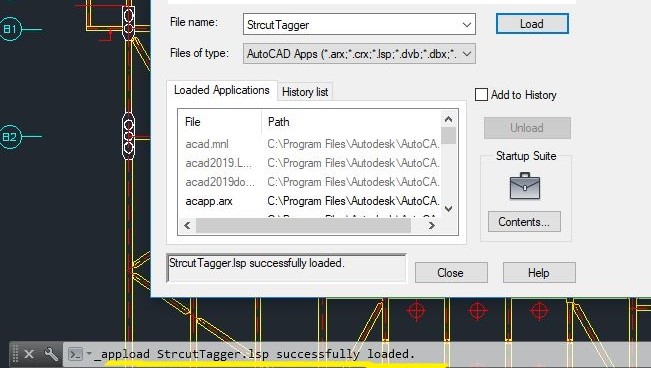 File name: StrcutTagger Load
B1
Files of type: AutoCAD Apps (*.arx;*.crx;*.lsp;*.dvb;*.dbx;*.
Loaded Applications History list Add to History
File Path
Unload
B2
acad.mnl C:\Program Files\Autodesk\AutoCA.
acad2019.L... C:\Program Files\Autodesk\AutoCA.
Startup Suite
acad2019do... C:\Program Files\Autodesk\AutoCA.
acapp.arx C:\Program Files\Autodesk\AutoCA.
Contents...
StrcutTagger.lsp successfully loaded.
Close Help
_appload StrcutTagger.lsp successfully loaded.